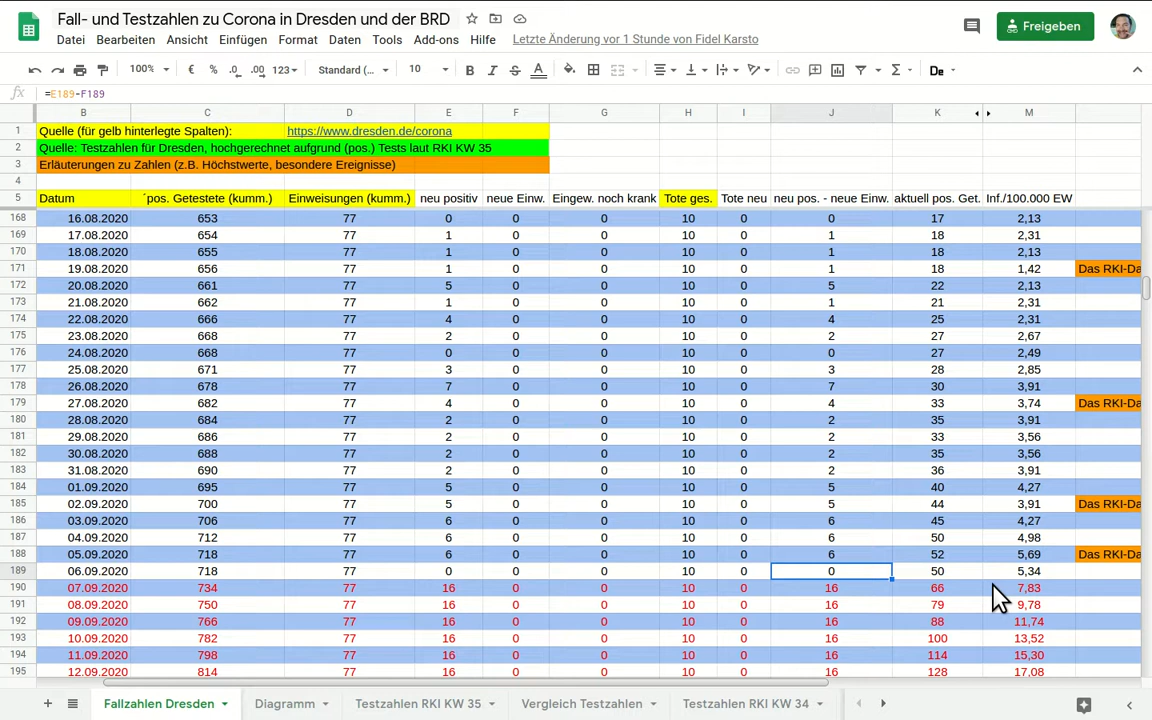 Fall- und Testzahlen zu Corona in Dresden und der BRD
Datei Bearbeiten Ansicht Einfügen Format Daten Tools Add-ons Hilfe Letzte Änderung vor 1 Stunde von Fidel Karsto
Freigeben
100% € % .0 .00 123 Standard (... 10 B I S A Σ De
fx =E189-F189
B C D E F G H I J K M
1 Quelle (für gelb hinterlegte Spalten): https://www.dresden.de/corona
2 Quelle: Testzahlen für Dresden, hochgerechnet aufgrund (pos.) Tests laut RKI KW 35
3 Erläuterungen zu Zahlen (z.B. Höchstwerte, besondere Ereignisse)
4
5 Datum ´pos. Getestete (kumm.) Einweisungen (kumm.) neu positiv neue Einw. Eingew. noch krank Tote ges. Tote neu neu pos. - neue Einw. aktuell pos. Get. Inf./100.000 EW
168 16.08.2020 653 77 0 0 0 10 0 0 17 2,13
169 17.08.2020 654 77 1 0 0 10 0 1 18 2,31
170 18.08.2020 655 77 1 0 0 10 0 1 18 2,13
171 19.08.2020 656 77 1 0 0 10 0 1 18 1,42 Das RKI-Da
172 20.08.2020 661 77 5 0 0 10 0 5 22 2,13
173 21.08.2020 662 77 1 0 0 10 0 1 21 2,31
174 22.08.2020 666 77 4 0 0 10 0 4 25 2,31
175 23.08.2020 668 77 2 0 0 10 0 2 27 2,67
176 24.08.2020 668 77 0 0 0 10 0 0 27 2,49
177 25.08.2020 671 77 3 0 0 10 0 3 28 2,85
178 26.08.2020 678 77 7 0 0 10 0 7 30 3,91
179 27.08.2020 682 77 4 0 0 10 0 4 33 3,74 Das RKI-Da
180 28.08.2020 684 77 2 0 0 10 0 2 35 3,91
181 29.08.2020 686 77 2 0 0 10 0 2 33 3,56
182 30.08.2020 688 77 2 0 0 10 0 2 35 3,56
183 31.08.2020 690 77 2 0 0 10 0 2 36 3,91
184 01.09.2020 695 77 5 0 0 10 0 5 40 4,27
185 02.09.2020 700 77 5 0 0 10 0 5 44 3,91 Das RKI-Da
186 03.09.2020 706 77 6 0 0 10 0 6 45 4,27
187 04.09.2020 712 77 6 0 0 10 0 6 50 4,98
188 05.09.2020 718 77 6 0 0 10 0 6 52 5,69 Das RKI-Da
189 06.09.2020 718 77 0 0 0 10 0 0 50 5,34
190 07.09.2020 734 77 16 0 0 10 0 16 66 7,83
191 08.09.2020 750 77 16 0 0 10 0 16 79 9,78
192 09.09.2020 766 77 16 0 0 10 0 16 88 11,74
193 10.09.2020 782 77 16 0 0 10 0 16 100 13,52
194 11.09.2020 798 77 16 0 0 10 0 16 114 15,30
195 12.09.2020 814 77 16 0 0 10 0 16 128 17,08
Fallzahlen Dresden Diagramm Testzahlen RKI KW 35 Vergleich Testzahlen Testzahlen RKI KW 34